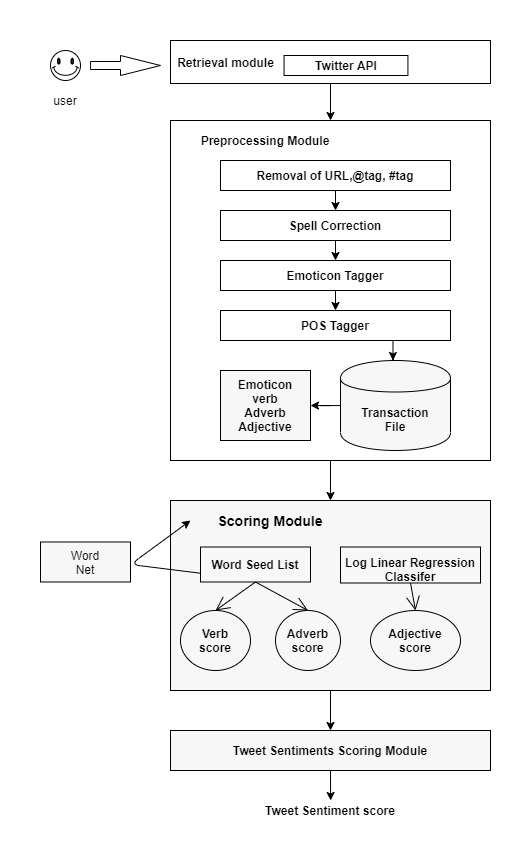 Retrieval module
Twitter API
user
Preprocessing Module
Removal of URL,@tag, #tag
Spell Correction
Emoticon Tagger
POS Tagger
Emoticon
verb
Adverb
Adjective
Transaction
File
Scoring Module
Word
Net
Word Seed List
Log Linear Regression
Classifer
Verb
score
Adverb
score
Adjective
score
Tweet Sentiments Scoring Module
Tweet Sentiment score